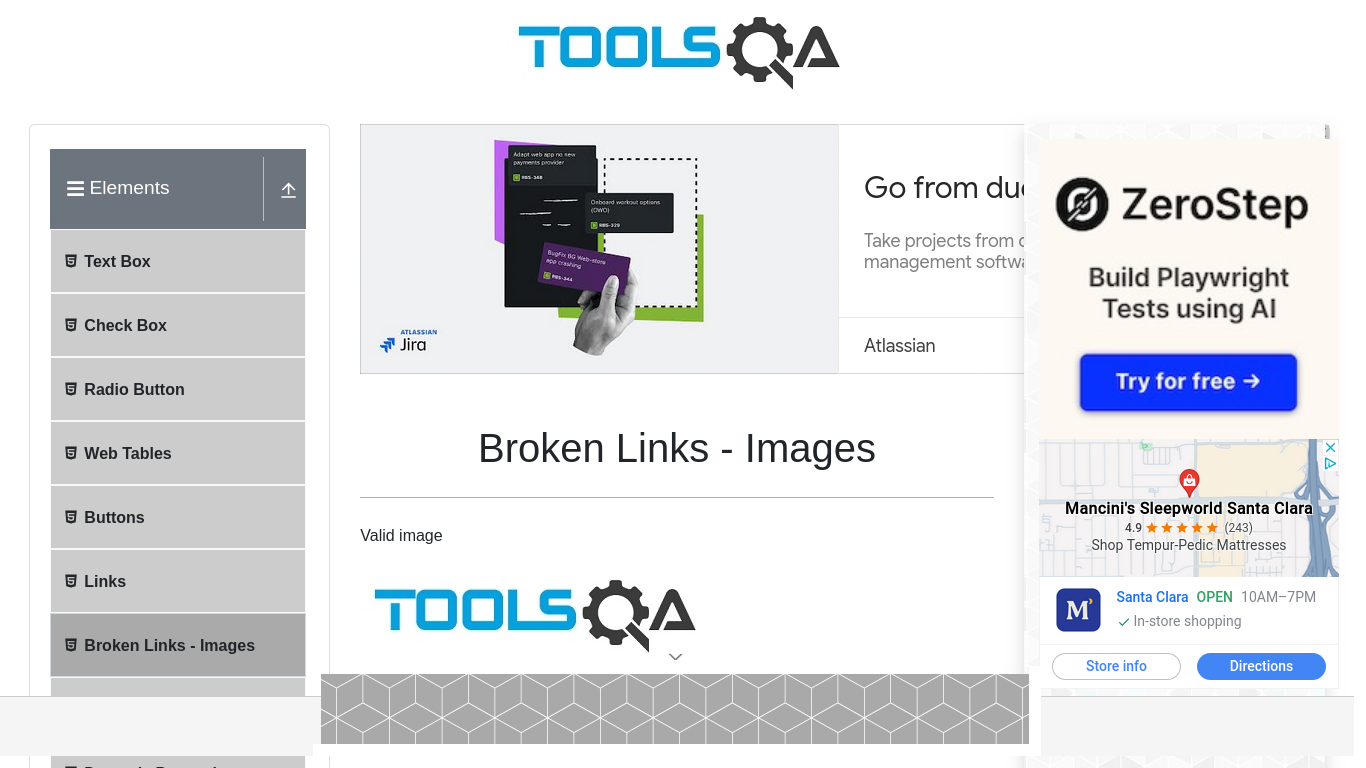 TOOLSQA
Elements
Text Box
Check Box
Radio Button
Web Tables
Buttons
Links
Broken Links - Images
Adapt web app no new
payments provider
RBS-348
Onboard workout options
(OWO)
RBS-329
BugFix BG Web-store
app crashing
RBS-344
ATLASSIAN
Jira
Go from du
Take projects from
management softwa
Atlassian
Broken Links - Images
Valid image
TOOLSQA
ZeroStep
Build Playwright
Tests using AI
Try for free →
Mancini's Sleepworld Santa Clara
4.9 ★★★★★ (243)
Shop Tempur-Pedic Mattresses
M
Santa Clara OPEN 10AM–7PM
✓ In-store shopping
Store info
Directions